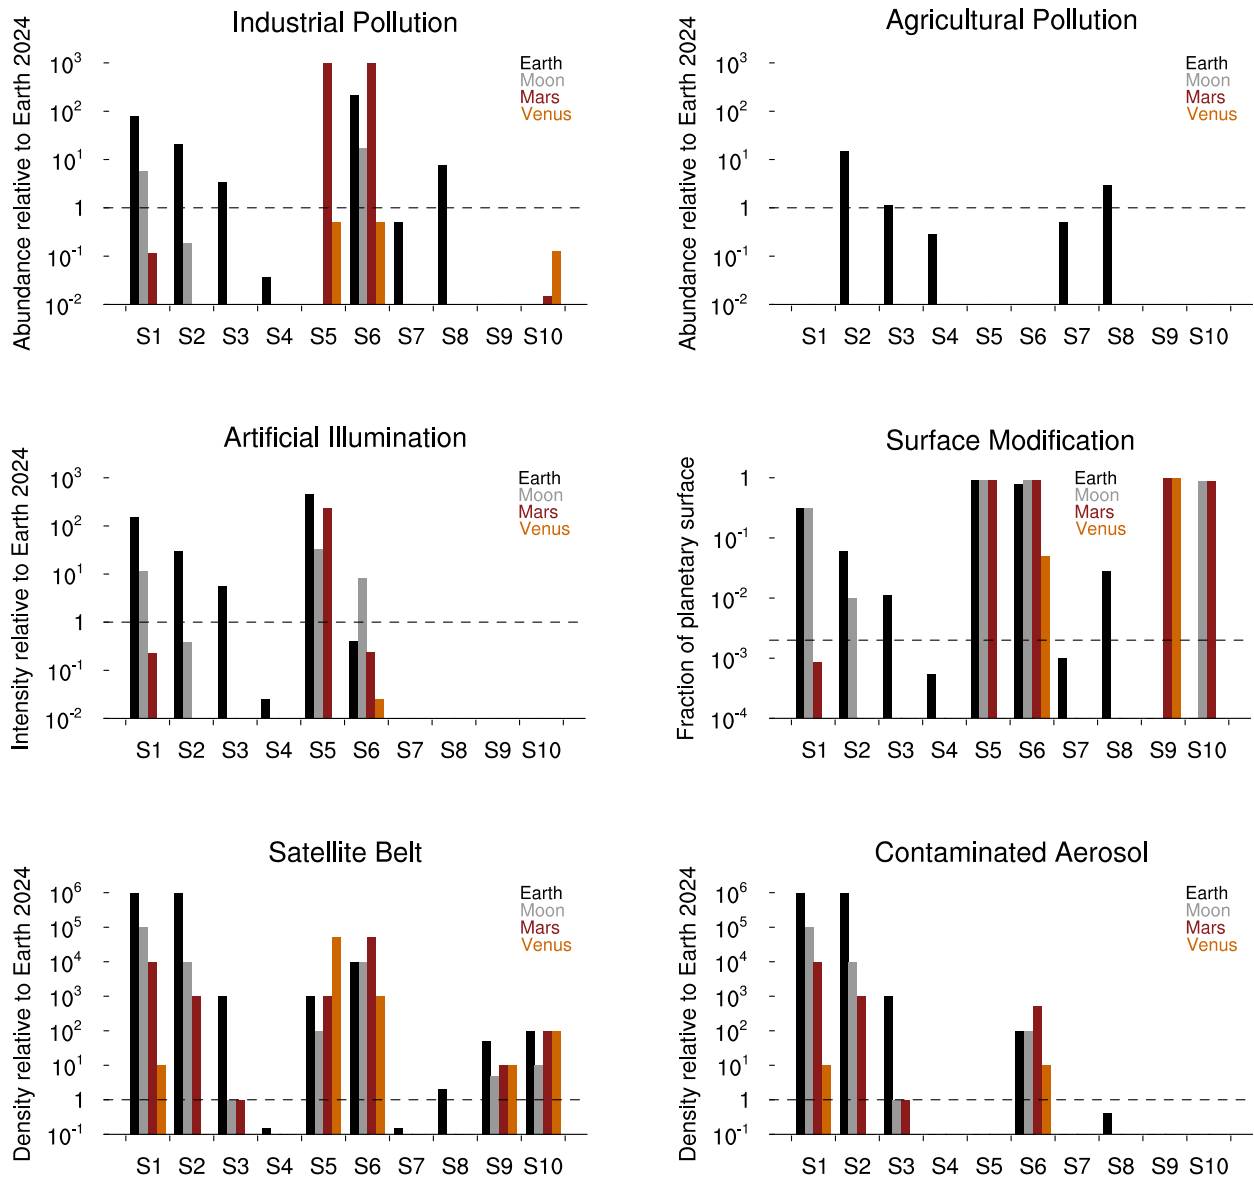 Industrial Pollution
Abundance relative to Earth 2024
10^3
10^2
10^1
1
10^-1
10^-2
Earth
Moon
Mars
Venus
S1 S2 S3 S4 S5 S6 S7 S8 S9 S10
Agricultural Pollution
Abundance relative to Earth 2024
10^3
10^2
10^1
1
10^-1
10^-2
Earth
Moon
Mars
Venus
S1 S2 S3 S4 S5 S6 S7 S8 S9 S10
Artificial Illumination
Intensity relative to Earth 2024
10^3
10^2
10^1
1
10^-1
10^-2
Earth
Moon
Mars
Venus
S1 S2 S3 S4 S5 S6 S7 S8 S9 S10
Surface Modification
Fraction of planetary surface
1
10^-1
10^-2
10^-3
10^-4
Earth
Moon
Mars
Venus
S1 S2 S3 S4 S5 S6 S7 S8 S9 S10
Satellite Belt
Density relative to Earth 2024
10^6
10^5
10^4
10^3
10^2
10^1
1
10^-1
Earth
Moon
Mars
Venus
S1 S2 S3 S4 S5 S6 S7 S8 S9 S10
Contaminated Aerosol
Density relative to Earth 2024
10^6
10^5
10^4
10^3
10^2
10^1
1
10^-1
Earth
Moon
Mars
Venus
S1 S2 S3 S4 S5 S6 S7 S8 S9 S10